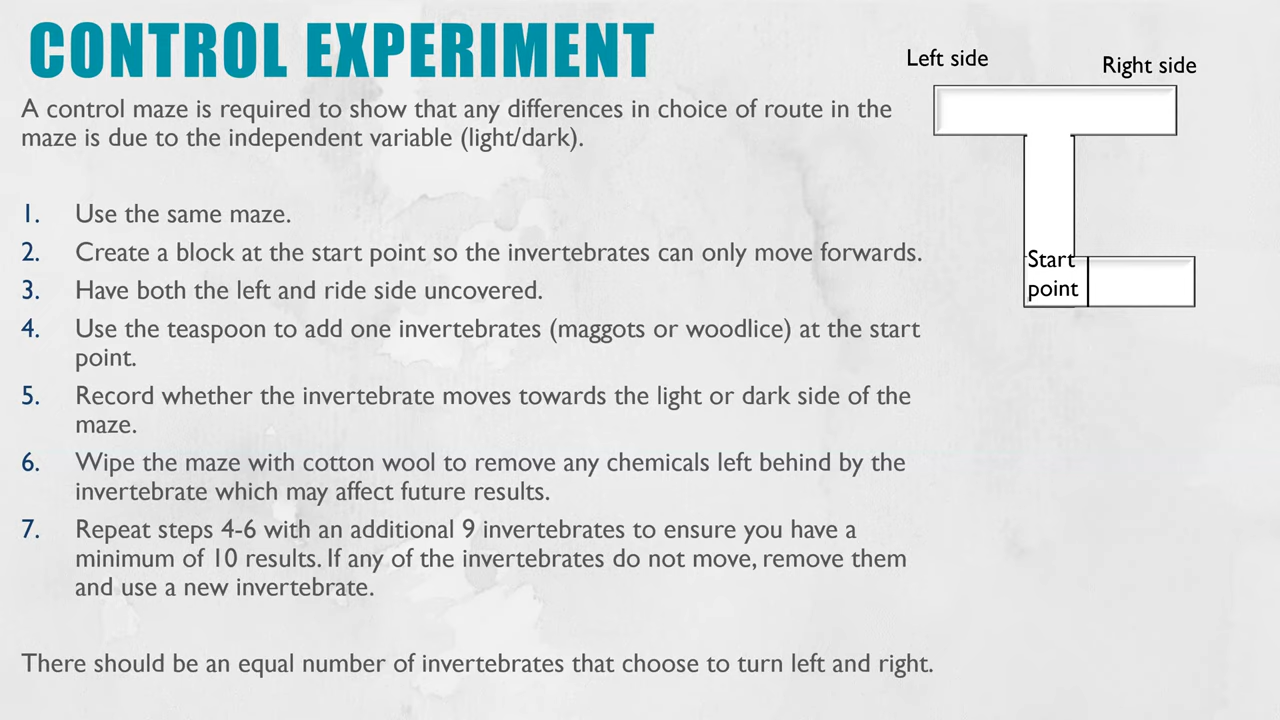 CONTROL EXPERIMENT
Left side
Right side
A control maze is required to show that any differences in choice of route in the
maze is due to the independent variable (light/dark).
1. Use the same maze.
2. Create a block at the start point so the invertebrates can only move forwards.
3. Have both the left and ride side uncovered.
4. Use the teaspoon to add one invertebrates (maggots or woodlice) at the start
point.
5. Record whether the invertebrate moves towards the light or dark side of the
maze.
6. Wipe the maze with cotton wool to remove any chemicals left behind by the
invertebrate which may affect future results.
7. Repeat steps 4-6 with an additional 9 invertebrates to ensure you have a
minimum of 10 results. If any of the invertebrates do not move, remove them
and use a new invertebrate.
There should be an equal number of invertebrates that choose to turn left and right.
Start
point